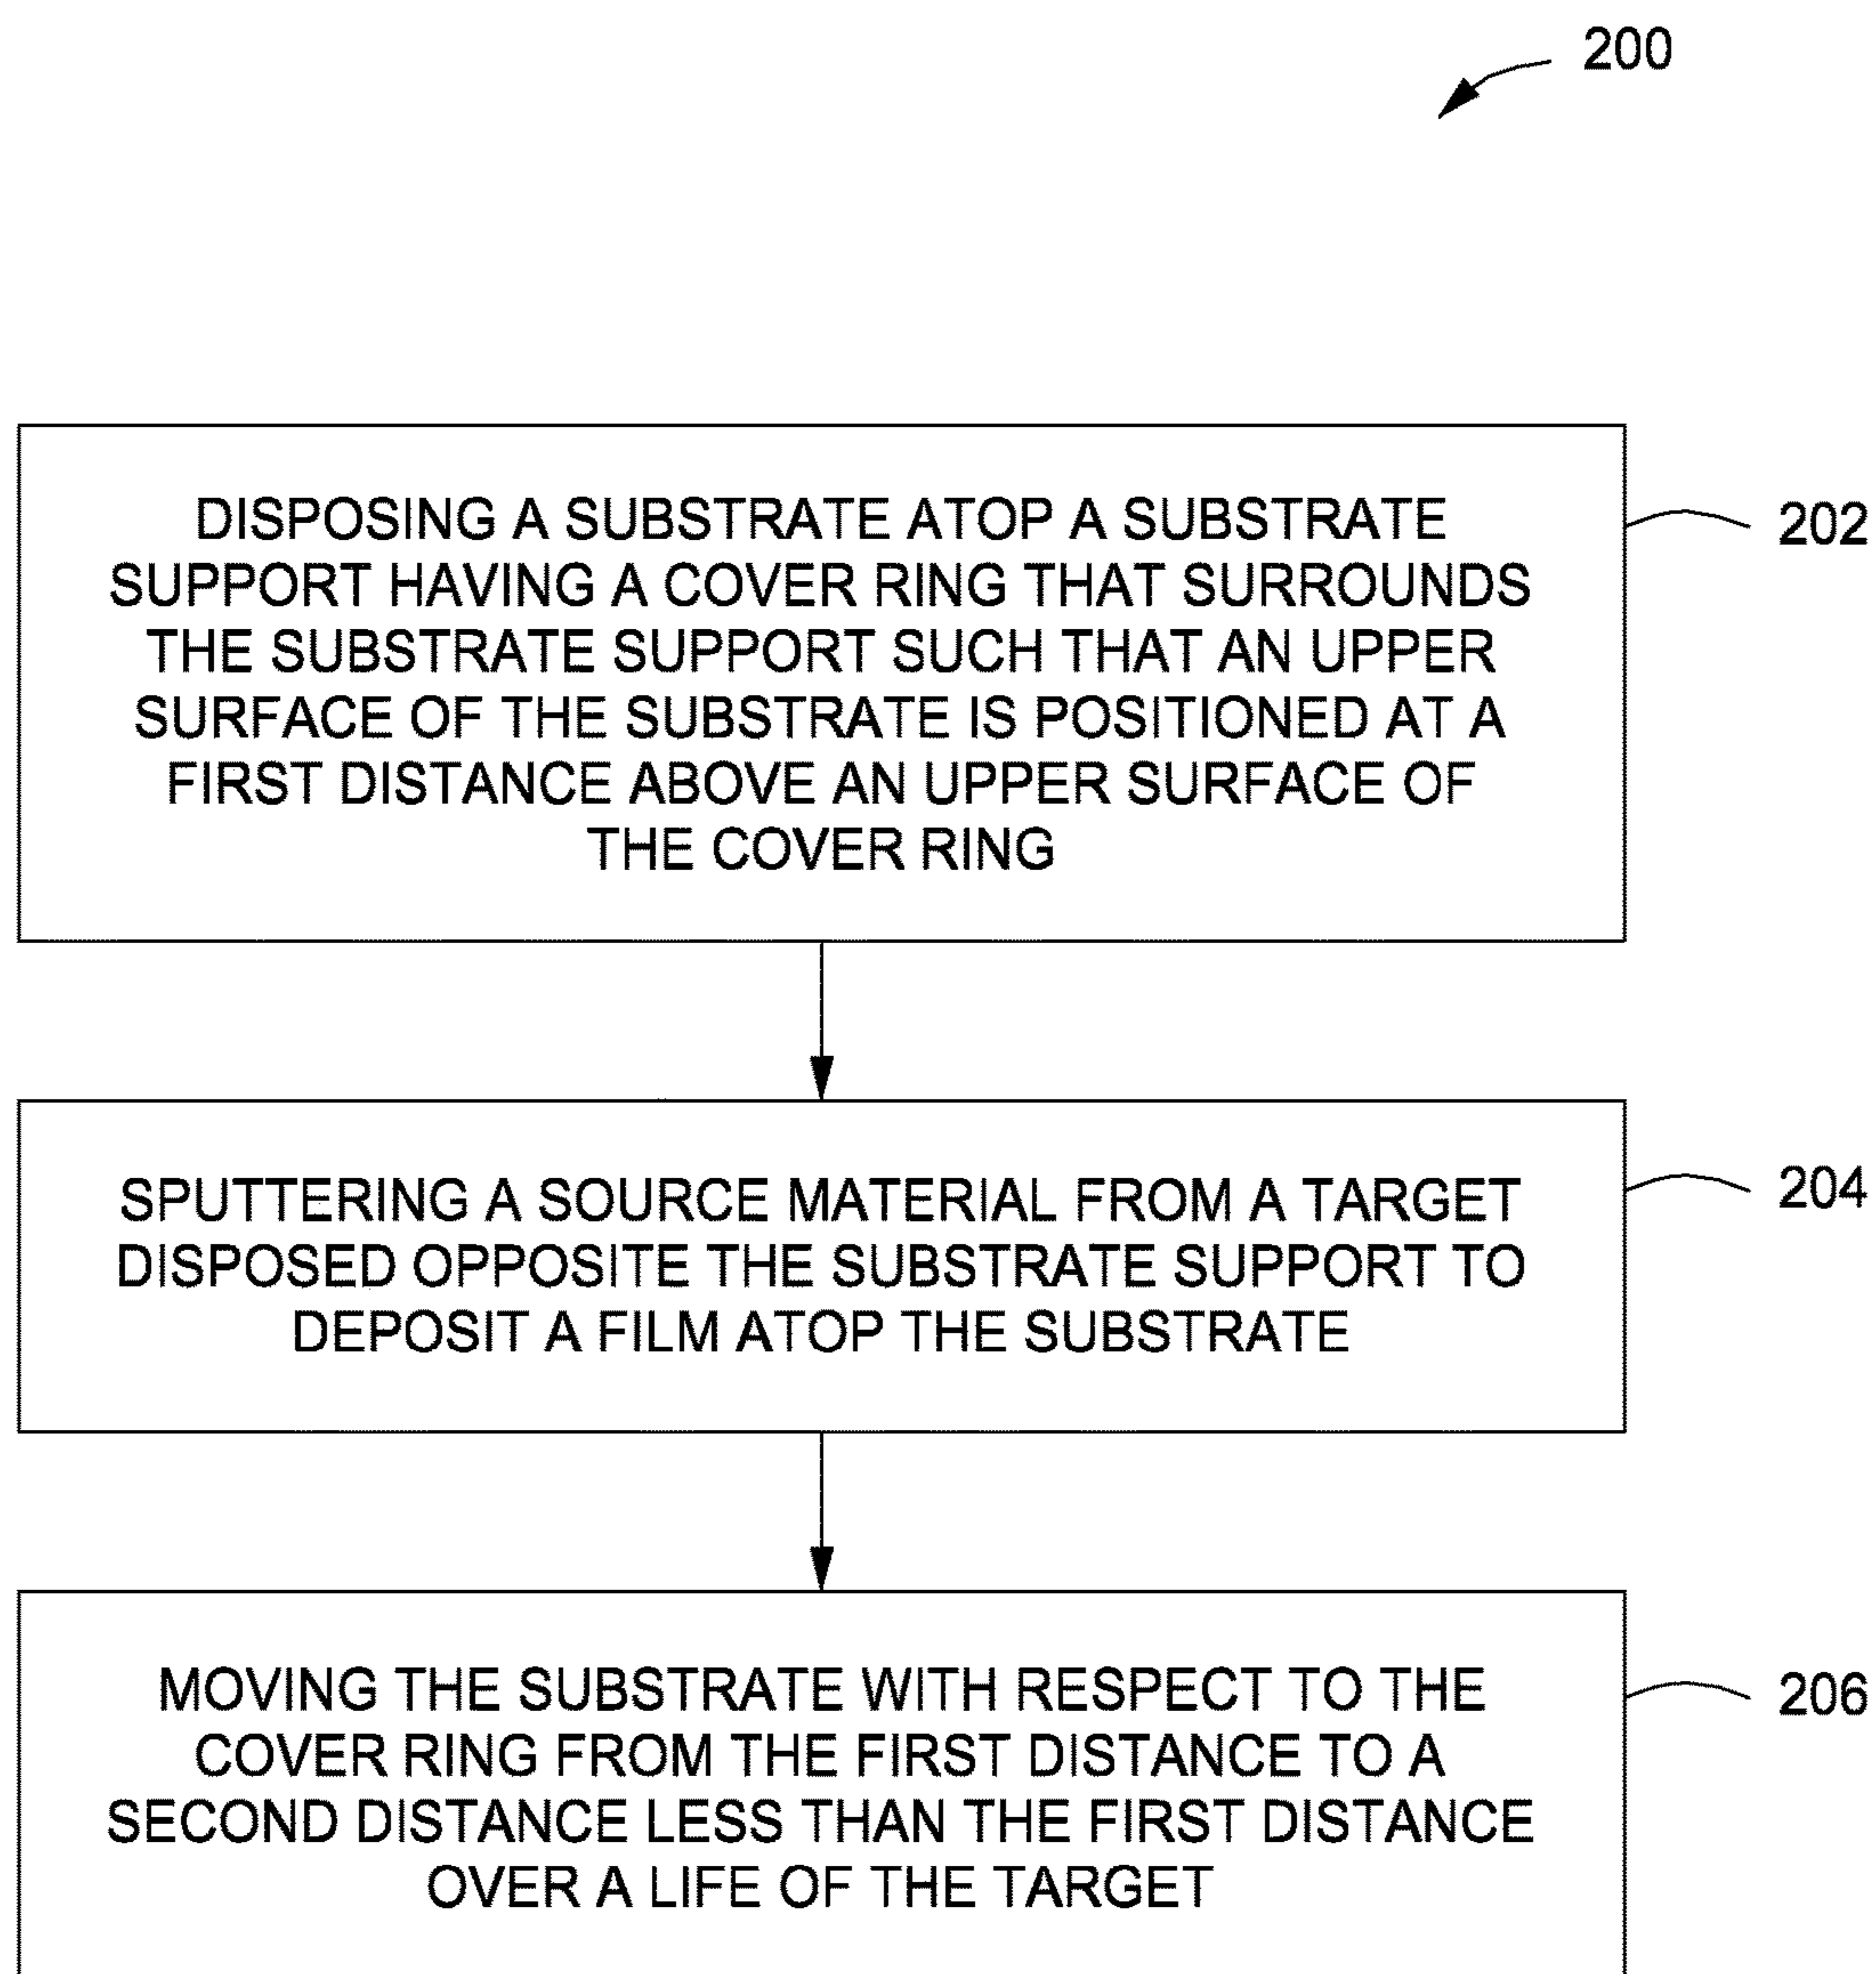 200
DISPOSING A SUBSTRATE ATOP A SUBSTRATE
SUPPORT HAVING A COVER RING THAT SURROUNDS
THE SUBSTRATE SUPPORT SUCH THAT AN UPPER
SURFACE OF THE SUBSTRATE IS POSITIONED AT A
FIRST DISTANCE ABOVE AN UPPER SURFACE OF
THE COVER RING
202
SPUTTERING A SOURCE MATERIAL FROM A TARGET
DISPOSED OPPOSITE THE SUBSTRATE SUPPORT TO
DEPOSIT A FILM ATOP THE SUBSTRATE
204
MOVING THE SUBSTRATE WITH RESPECT TO THE
COVER RING FROM THE FIRST DISTANCE TO A
SECOND DISTANCE LESS THAN THE FIRST DISTANCE
OVER A LIFE OF THE TARGET
206